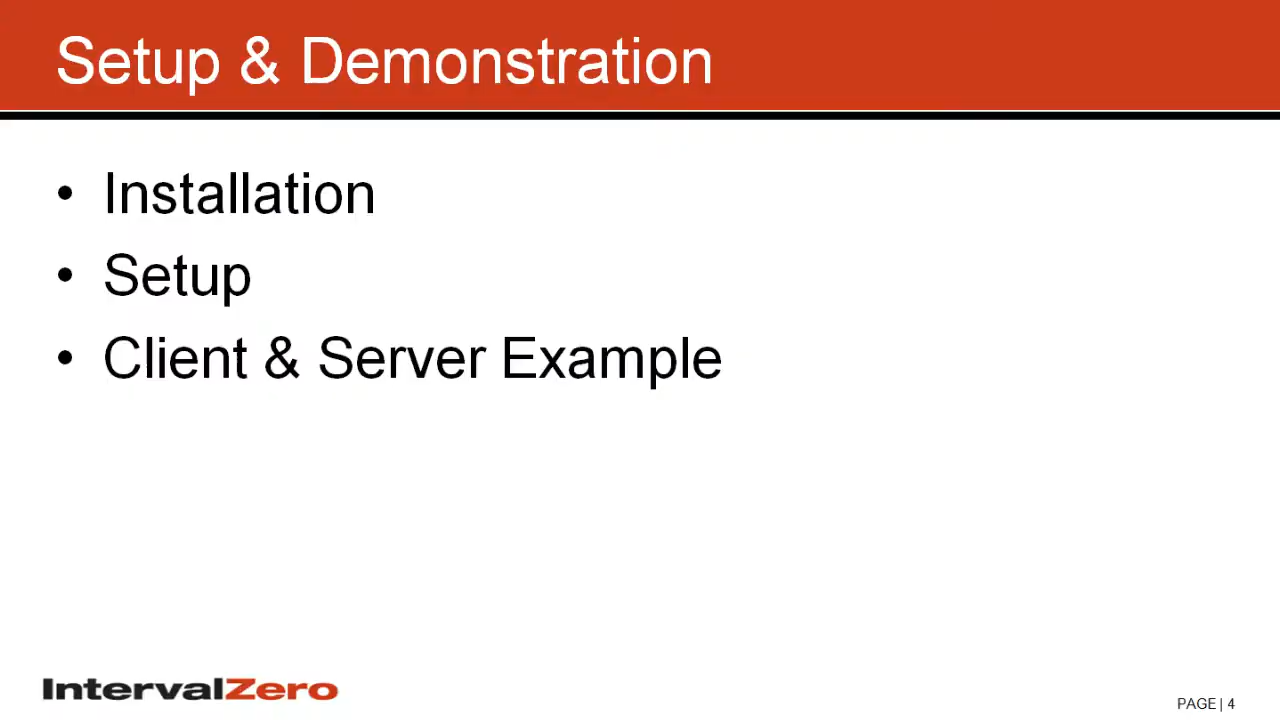 Setup & Demonstration
• Installation
• Setup
• Client & Server Example
IntervalZero
PAGE | 4